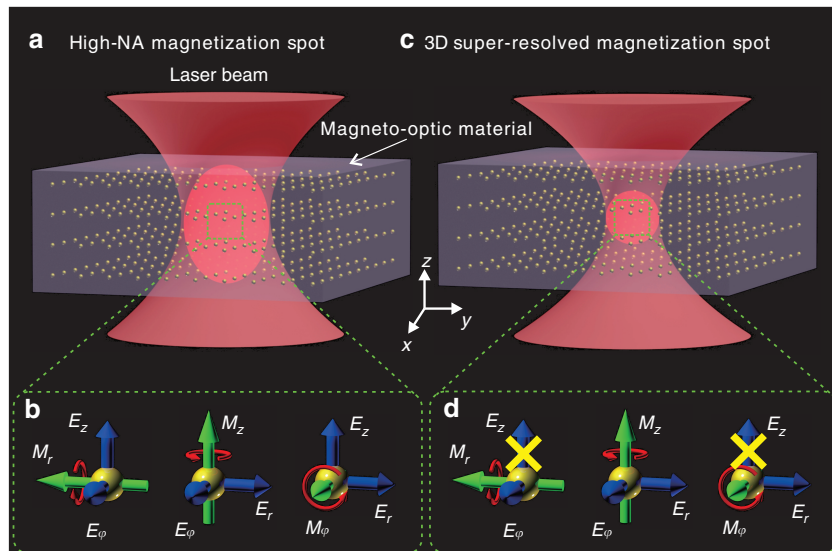 a High-NA magnetization spot
c 3D super-resolved magnetization spot
Laser beam
Magneto-optic material
z
y
x
b
E_z
M_r
E_φ
M_z
E_r
E_φ
E_z
E_r
M_φ
d
E_z
M_r
E_φ
M_z
E_r
E_φ
E_z
E_r
M_φ